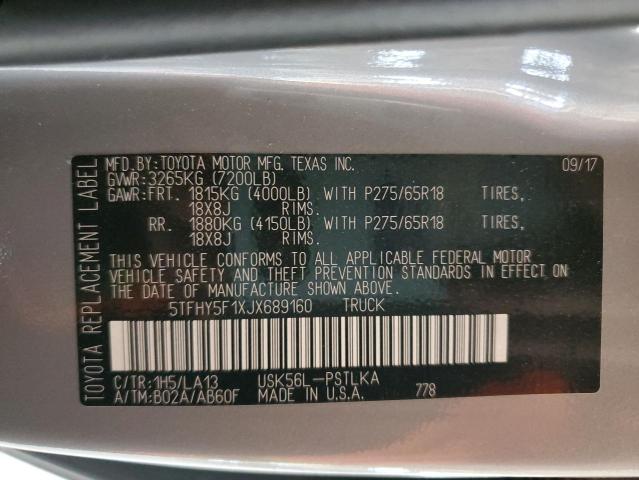 TOYOTA REPLACEMENT LABEL
MFD.BY:TOYOTA MOTOR MFG. TEXAS INC. 09/17
GVWR:3265KG (7200LB)
GAWR:FRT. 1815KG (4000LB) WITH P275/65R18 TIRES,
18X8J RIMS.
RR. 1880KG (4150LB) WITH P275/65R18 TIRES,
18X8J RIMS.
THIS VEHICLE CONFORMS TO ALL APPLICABLE FEDERAL MOTOR
VEHICLE SAFETY AND THEFT PREVENTION STANDARDS IN EFFECT ON
THE DATE OF MANUFACTURE SHOWN ABOVE.
5TFHY5F1XJX689160 TRUCK
C/TR:1H5/LA13 USK56L-PSTLKA
A/TM:B02A/AB60F MADE IN U.S.A. 778